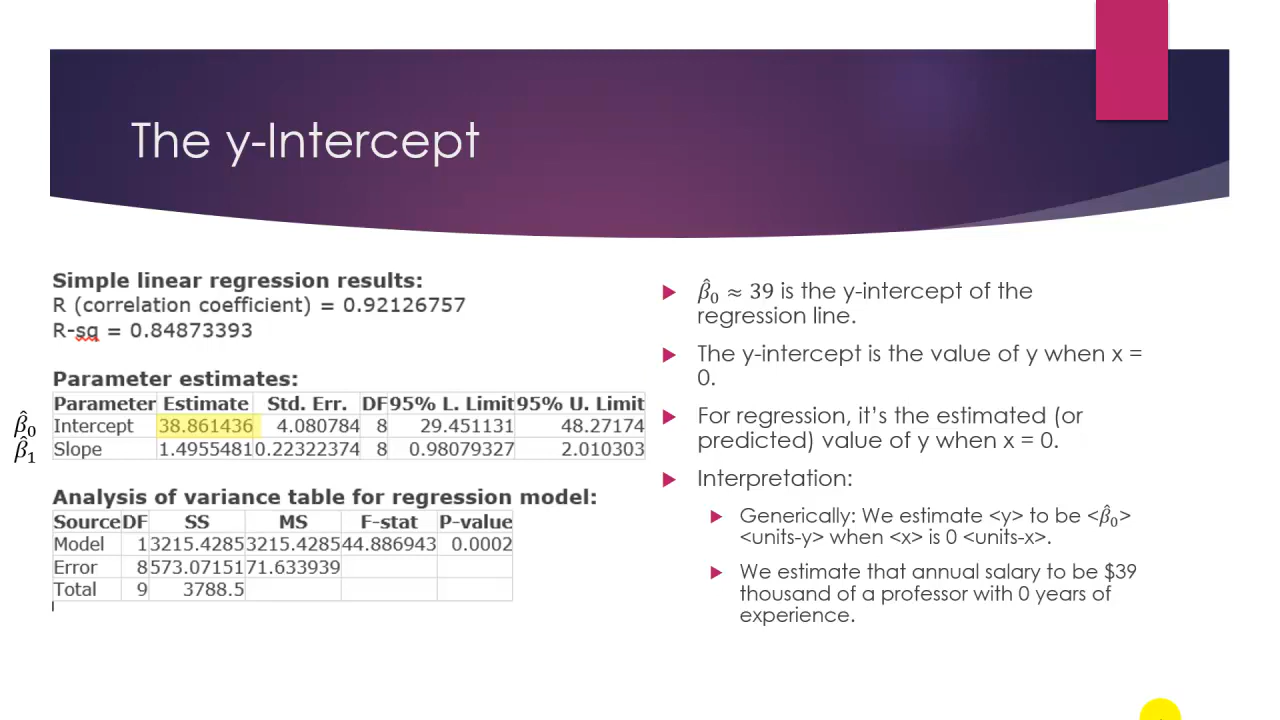 The y-Intercept
Simple linear regression results:
R (correlation coefficient) = 0.92126757
R-sq = 0.84873393
Parameter estimates:
Parameter Estimate Std. Err. DF 95% L. Limit 95% U. Limit
β̂₀ Intercept 38.861436 4.080784 8 29.451131 48.27174
β̂₁ Slope 1.4955481 0.22322374 8 0.98079327 2.010303
Analysis of variance table for regression model:
Source DF SS MS F-stat P-value
Model 1 3215.4285 3215.4285 44.886943 0.0002
Error 8 573.07151 71.633939
Total 9 3788.5
β̂₀ ≈ 39 is the y-intercept of the
regression line.
The y-intercept is the value of y when x =
0.
For regression, it's the estimated (or
predicted) value of y when x = 0.
Interpretation:
Generically: We estimate <y> to be <β̂₀>
<units-y> when <x> is 0 <units-x>.
We estimate that annual salary to be $39
thousand of a professor with 0 years of
experience.